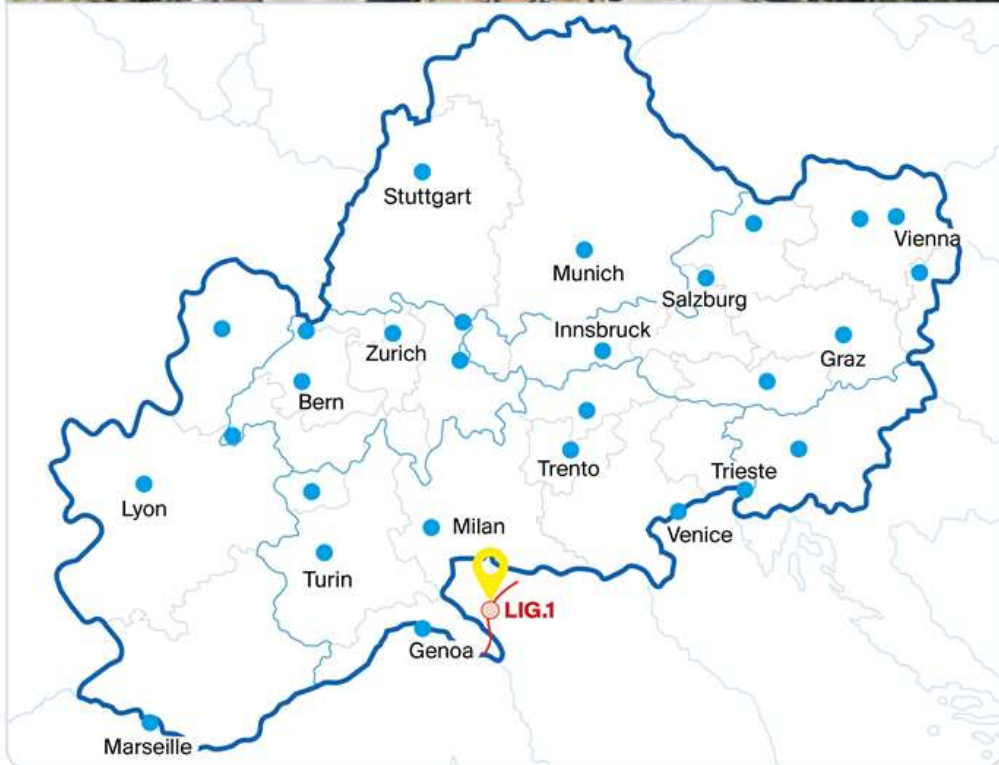 Stuttgart
Vienna
Munich
Salzburg
Innsbruck
Zurich
Graz
Bern
Trento
Trieste
Lyon
Milan
Venice
Turin
LIG.1
Genoa
Marseille